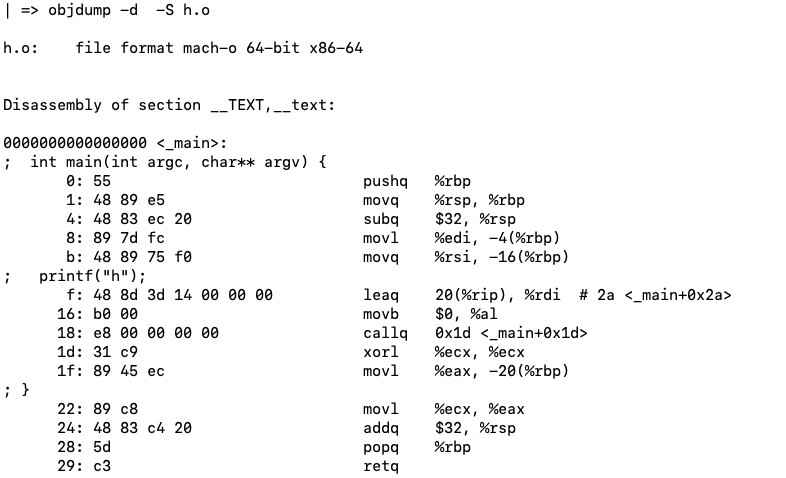 | => objdump -d  -S h.o
h.o:    file format mach-o 64-bit x86-64
Disassembly of section __TEXT,__text:
0000000000000000 <_main>:
;  int main(int argc, char** argv) {
       0: 55                            pushq   %rbp
       1: 48 89 e5                      movq    %rsp, %rbp
       4: 48 83 ec 20                   subq    $32, %rsp
       8: 89 7d fc                      movl    %edi, -4(%rbp)
       b: 48 89 75 f0                   movq    %rsi, -16(%rbp)
;   printf("h");
       f: 48 8d 3d 14 00 00 00          leaq    20(%rip), %rdi  # 2a <_main+0x2a>
      16: b0 00                         movb    $0, %al
      18: e8 00 00 00 00                callq   0x1d <_main+0x1d>
      1d: 31 c9                         xorl    %ecx, %ecx
      1f: 89 45 ec                      movl    %eax, -20(%rbp)
; }
      22: 89 c8                         movl    %ecx, %eax
      24: 48 83 c4 20                   addq    $32, %rsp
      28: 5d                            popq    %rbp
      29: c3                            retq